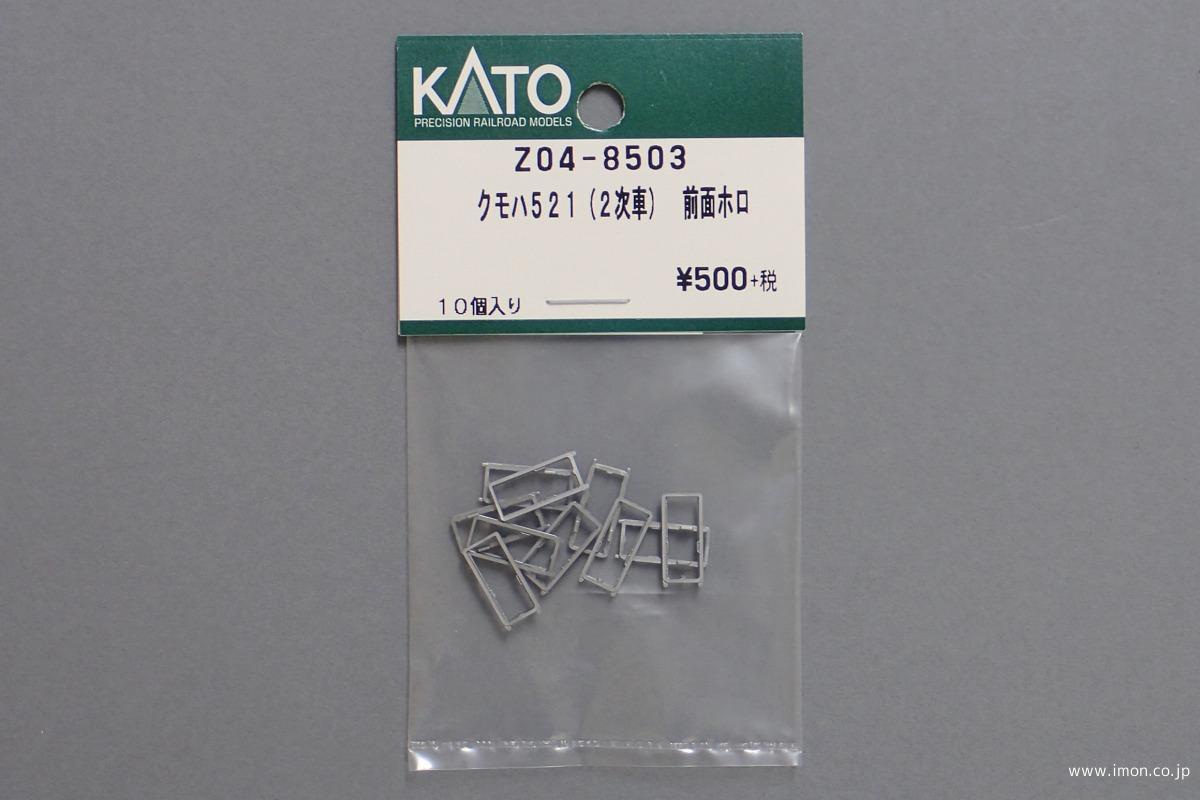 KATO
PRECISION RAILROAD MODELS
Z04-8503
クモハ521(2次車) 前面ホロ
¥500+税
10個入り
www.imon.co.jp